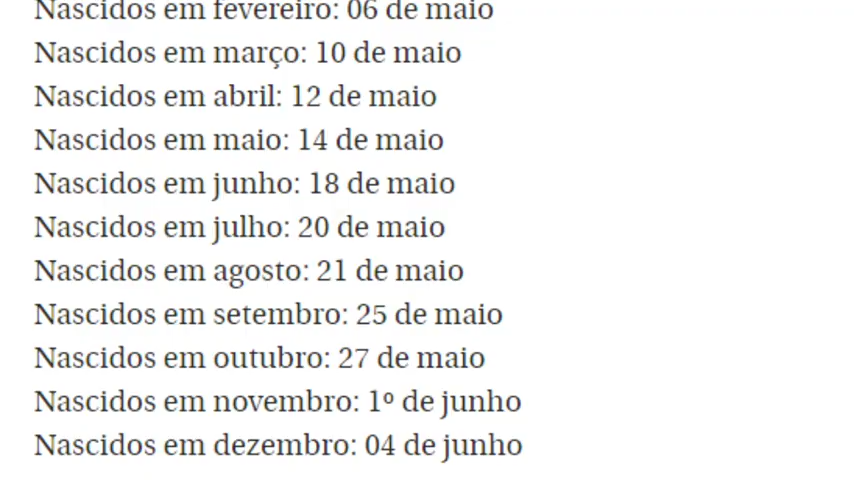 Nascidos em fevereiro: 06 de maio
Nascidos em março: 10 de maio
Nascidos em abril: 12 de maio
Nascidos em maio: 14 de maio
Nascidos em junho: 18 de maio
Nascidos em julho: 20 de maio
Nascidos em agosto: 21 de maio
Nascidos em setembro: 25 de maio
Nascidos em outubro: 27 de maio
Nascidos em novembro: 1º de junho
Nascidos em dezembro: 04 de junho